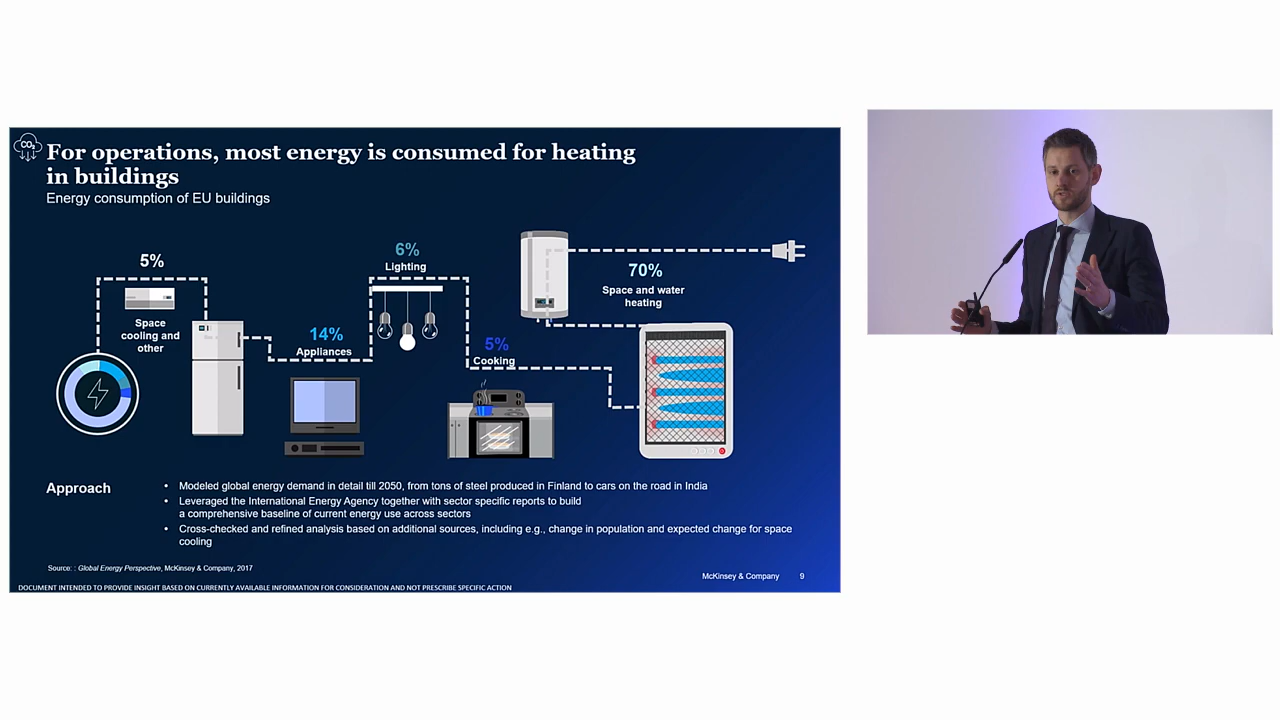 CO₂
For operations, most energy is consumed for heating
in buildings
Energy consumption of EU buildings
5%
Space
cooling and
other
14%
Appliances
6%
Lighting
5%
Cooking
70%
Space and water
heating
Approach
• Modeled global energy demand in detail till 2050, from tons of steel produced in Finland to cars on the road in India
• Leveraged the International Energy Agency together with sector specific reports to build
a comprehensive baseline of current energy use across sectors
• Cross-checked and refined analysis based on additional sources, including e.g., change in population and expected change for space
cooling
Source: : Global Energy Perspective, McKinsey & Company, 2017
McKinsey & Company 9
DOCUMENT INTENDED TO PROVIDE INSIGHT BASED ON CURRENTLY AVAILABLE INFORMATION FOR CONSIDERATION AND NOT PRESCRIBE SPECIFIC ACTION